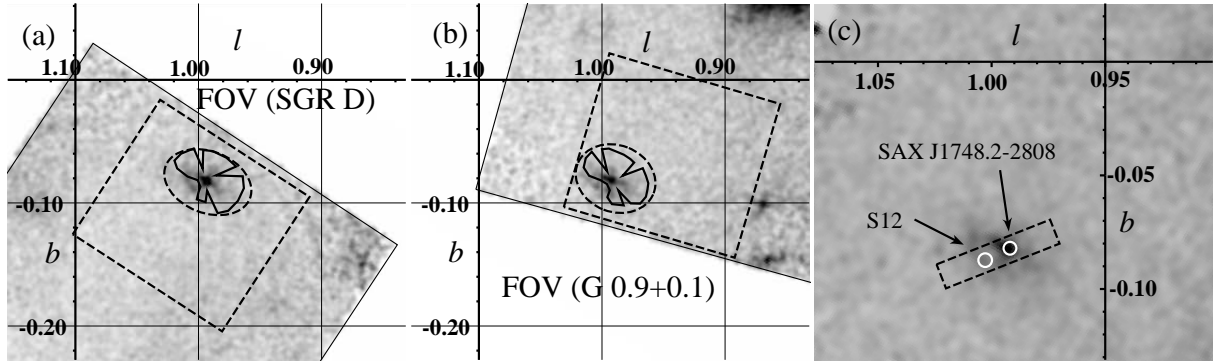 (a)
l
1.10
1.00
0.90
FOV (SGR D)
-0.10
b
-0.20
(b)
l
1.10
1.00
0.90
-0.10
b
FOV (G 0.9+0.1)
-0.20
(c)
l
1.05
1.00
0.95
SAX J1748.2-2808
-0.05
S12
b
-0.10